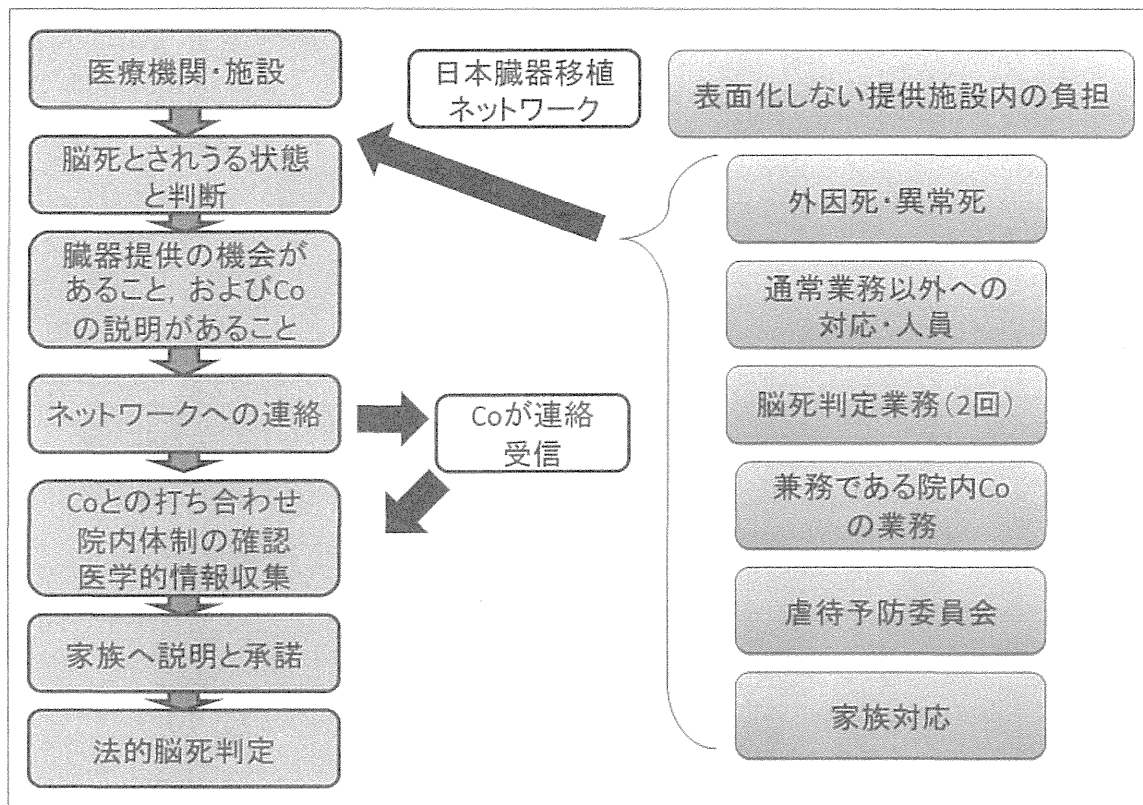 医療機関・施設
脳死とされうる状態
と判断
臓器提供の機会が
あること, およびCo
の説明があること
ネットワークへの連絡
Coとの打ち合わせ
院内体制の確認
医学的情報収集
家族へ説明と承諾
法的脳死判定
日本臓器移植
ネットワーク
Coが連絡
受信
表面化しない提供施設内の負担
外因死・異常死
通常業務以外への
対応・人員
脳死判定業務(2回)
兼務である院内Co
の業務
虐待予防委員会
家族対応